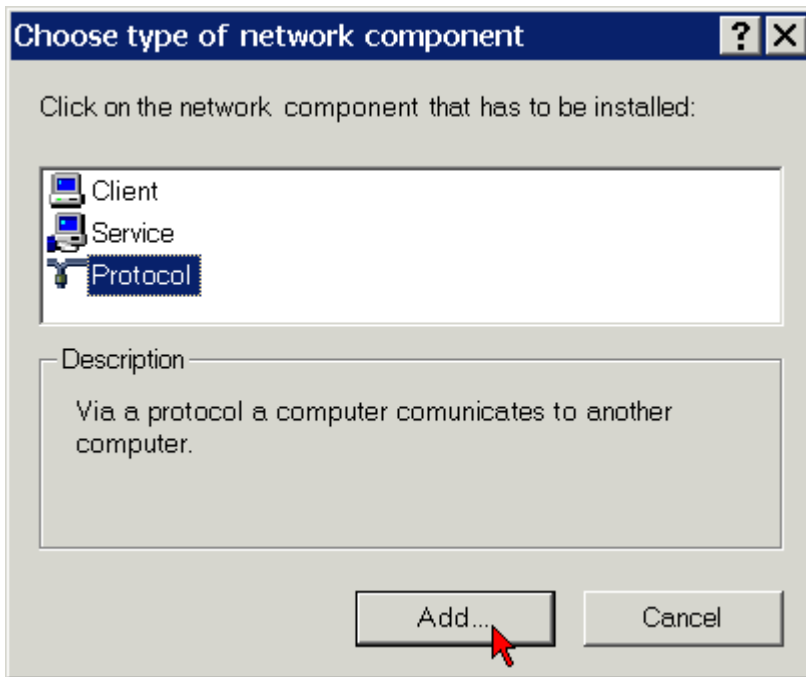 Choose type of network component
Click on the network component that has to be installed:
Client
Service
Protocol
Description
Via a protocol a computer comunicates to another
computer.
Add...
Cancel